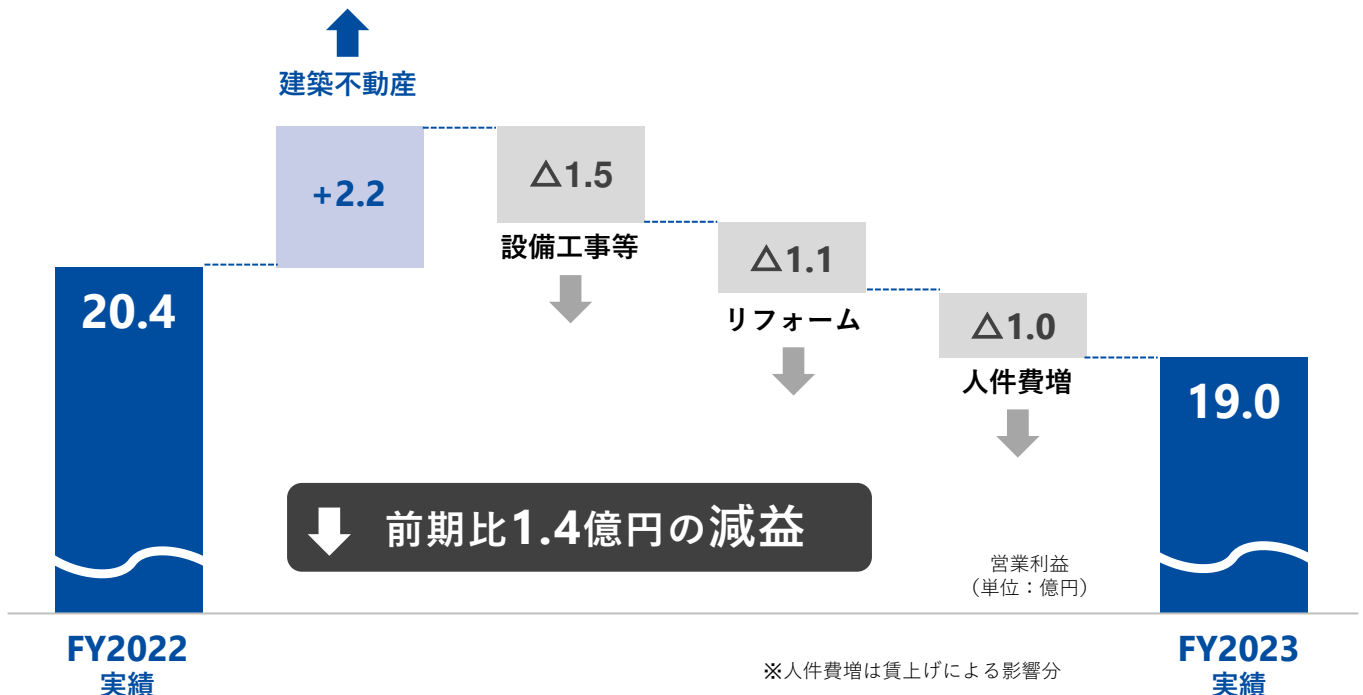 建築不動産
+2.2
△1.5
設備工事等
△1.1
リフォーム
△1.0
人件費増
20.4
19.0
前期比1.4億円の減益
営業利益
（単位：億円）
FY2022
実績
※人件費増は賃上げによる影響分
FY2023
実績